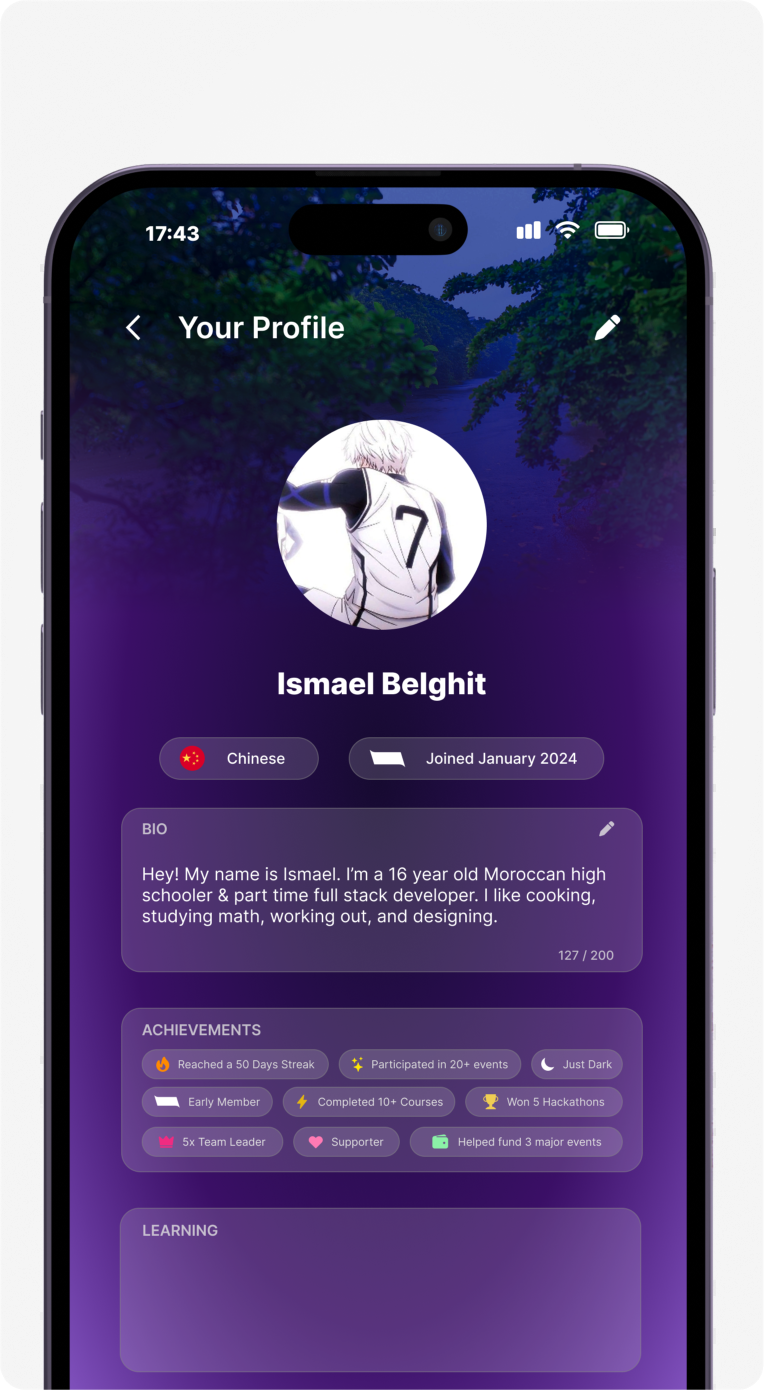 17:43
Your Profile
7
Ismael Belghit
Chinese
Joined January 2024
BIO
Hey! My name is Ismael. I’m a 16 year old Moroccan high
schooler & part time full stack developer. I like cooking,
studying math, working out, and designing.
127 / 200
ACHIEVEMENTS
Reached a 50 Days Streak
Participated in 20+ events
Just Dark
Early Member
Completed 10+ Courses
Won 5 Hackathons
5x Team Leader
Supporter
Helped fund 3 major events
LEARNING